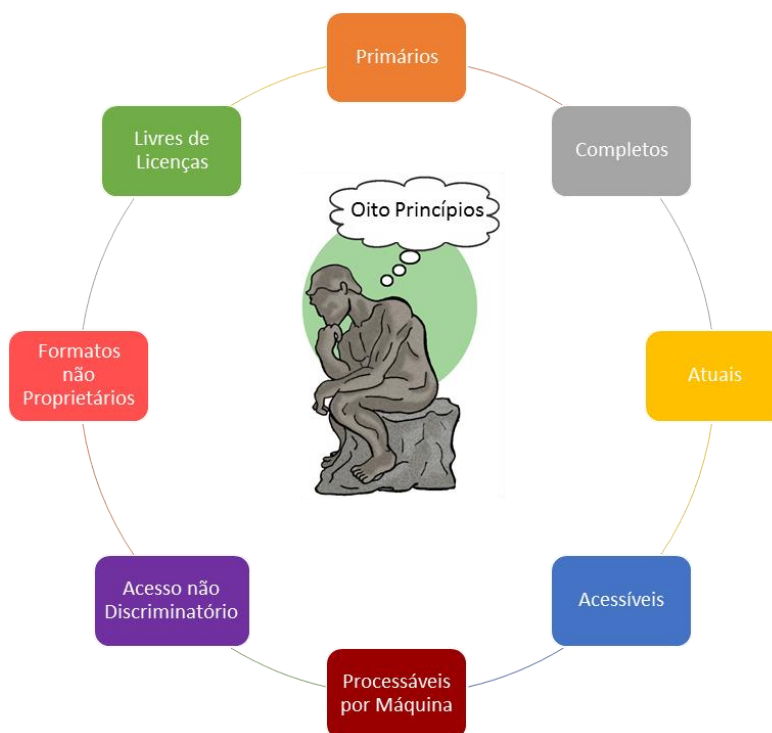 Primários
Completos
Atuais
Acessíveis
Processáveis
por Máquina
Acesso não
Discriminatório
Formatos
não
Proprietários
Livres de
Licenças
Oito Princípios